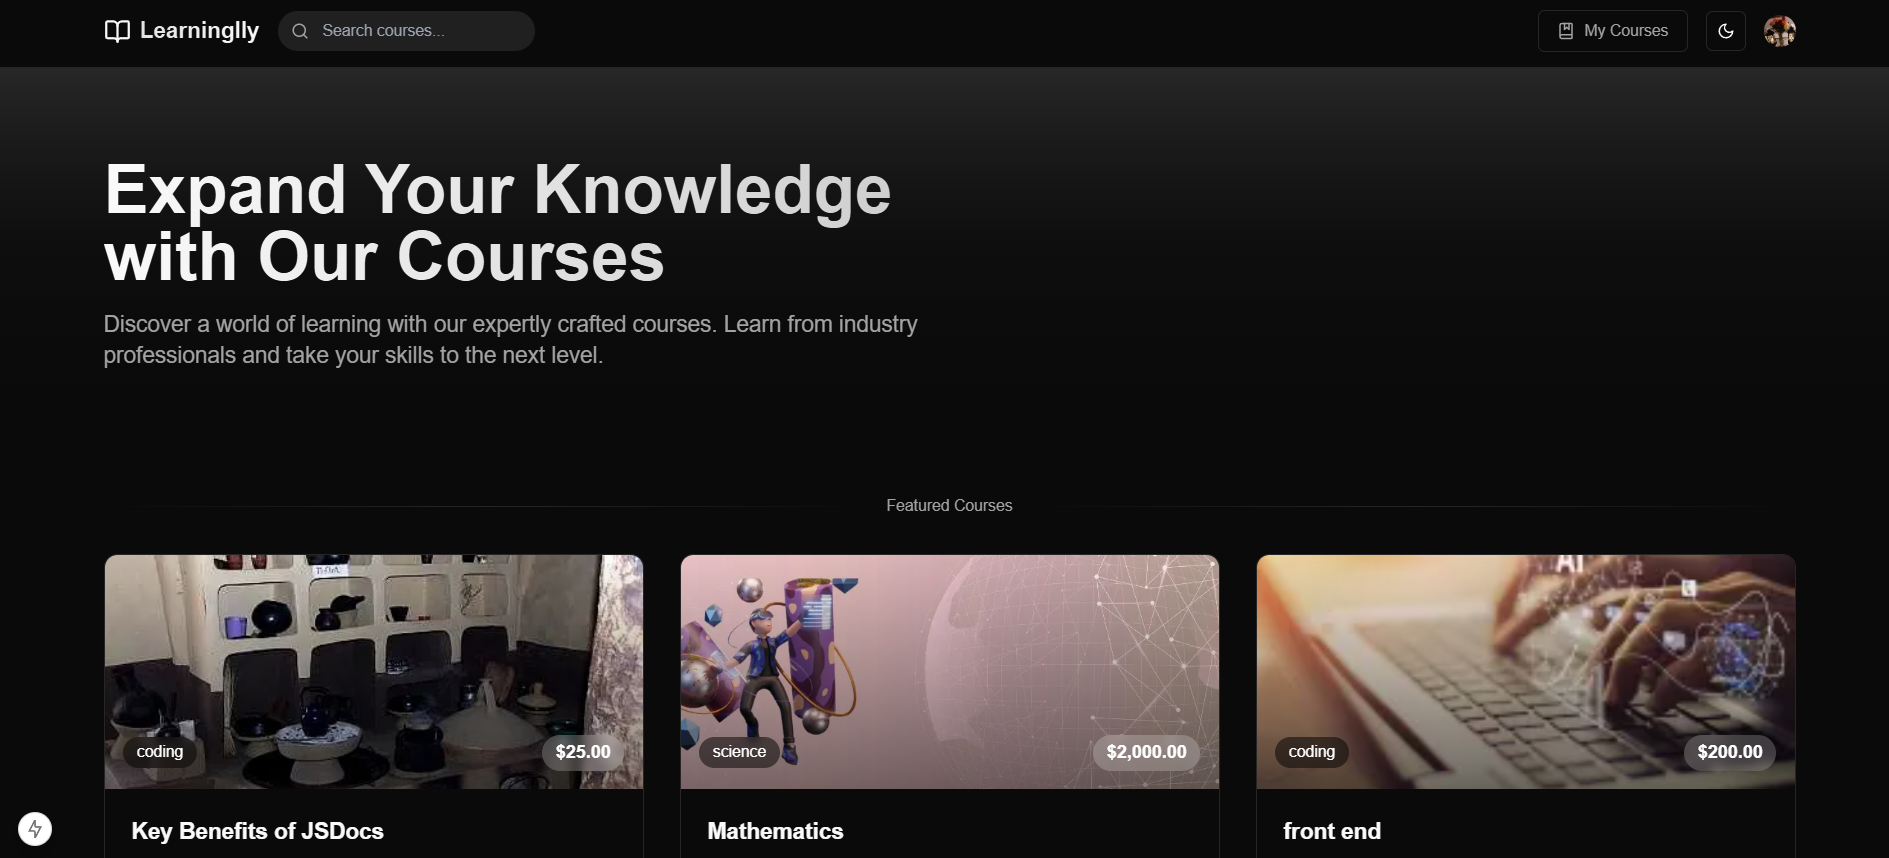 Learninglly
Search courses...
My Courses
Expand Your Knowledge
with Our Courses
Discover a world of learning with our expertly crafted courses. Learn from industry
professionals and take your skills to the next level.
Featured Courses
coding
$25.00
science
$2,000.00
AI
coding
$200.00
Key Benefits of JSDocs
Mathematics
front end